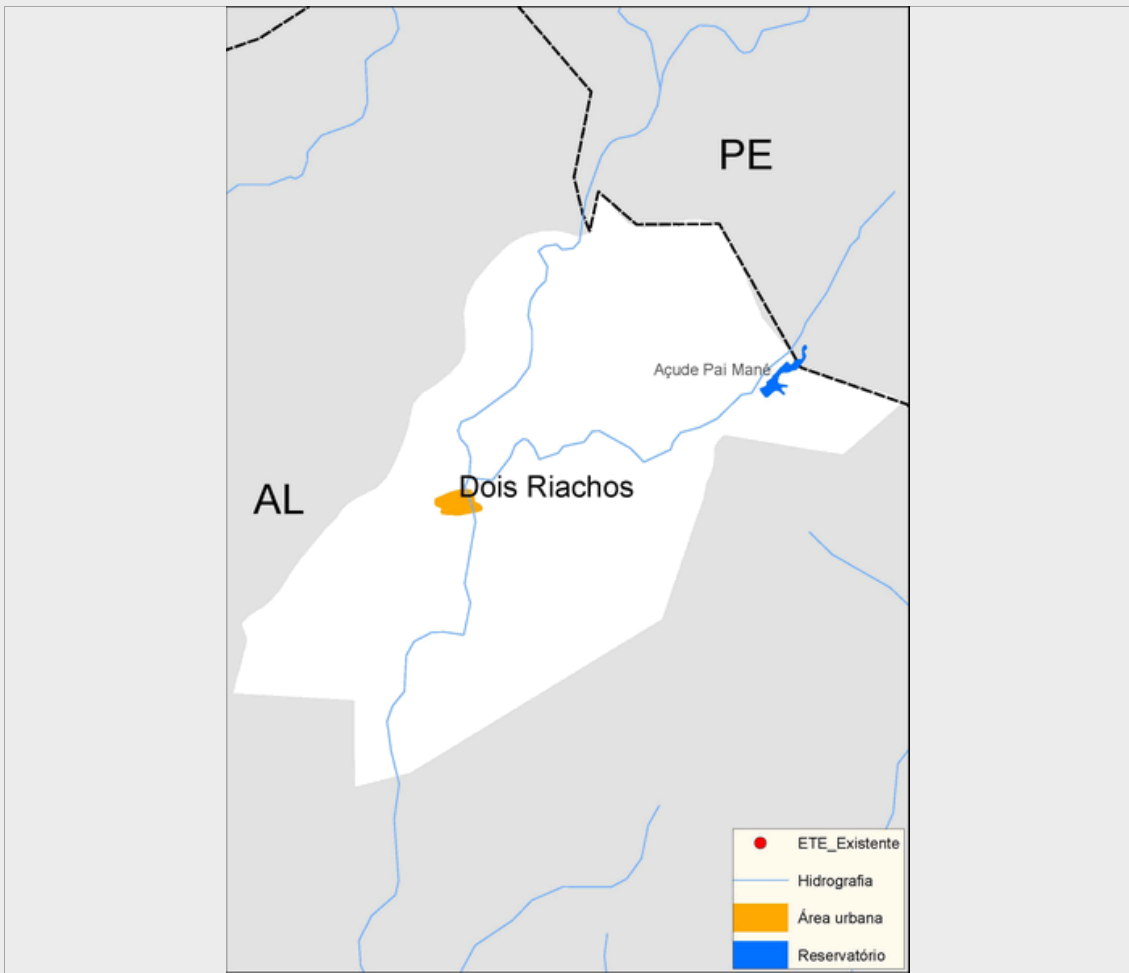 PE
Açude Pai Mané
Dois Riachos
AL
ETE_Existente
Hidrografia
Área urbana
Reservatório